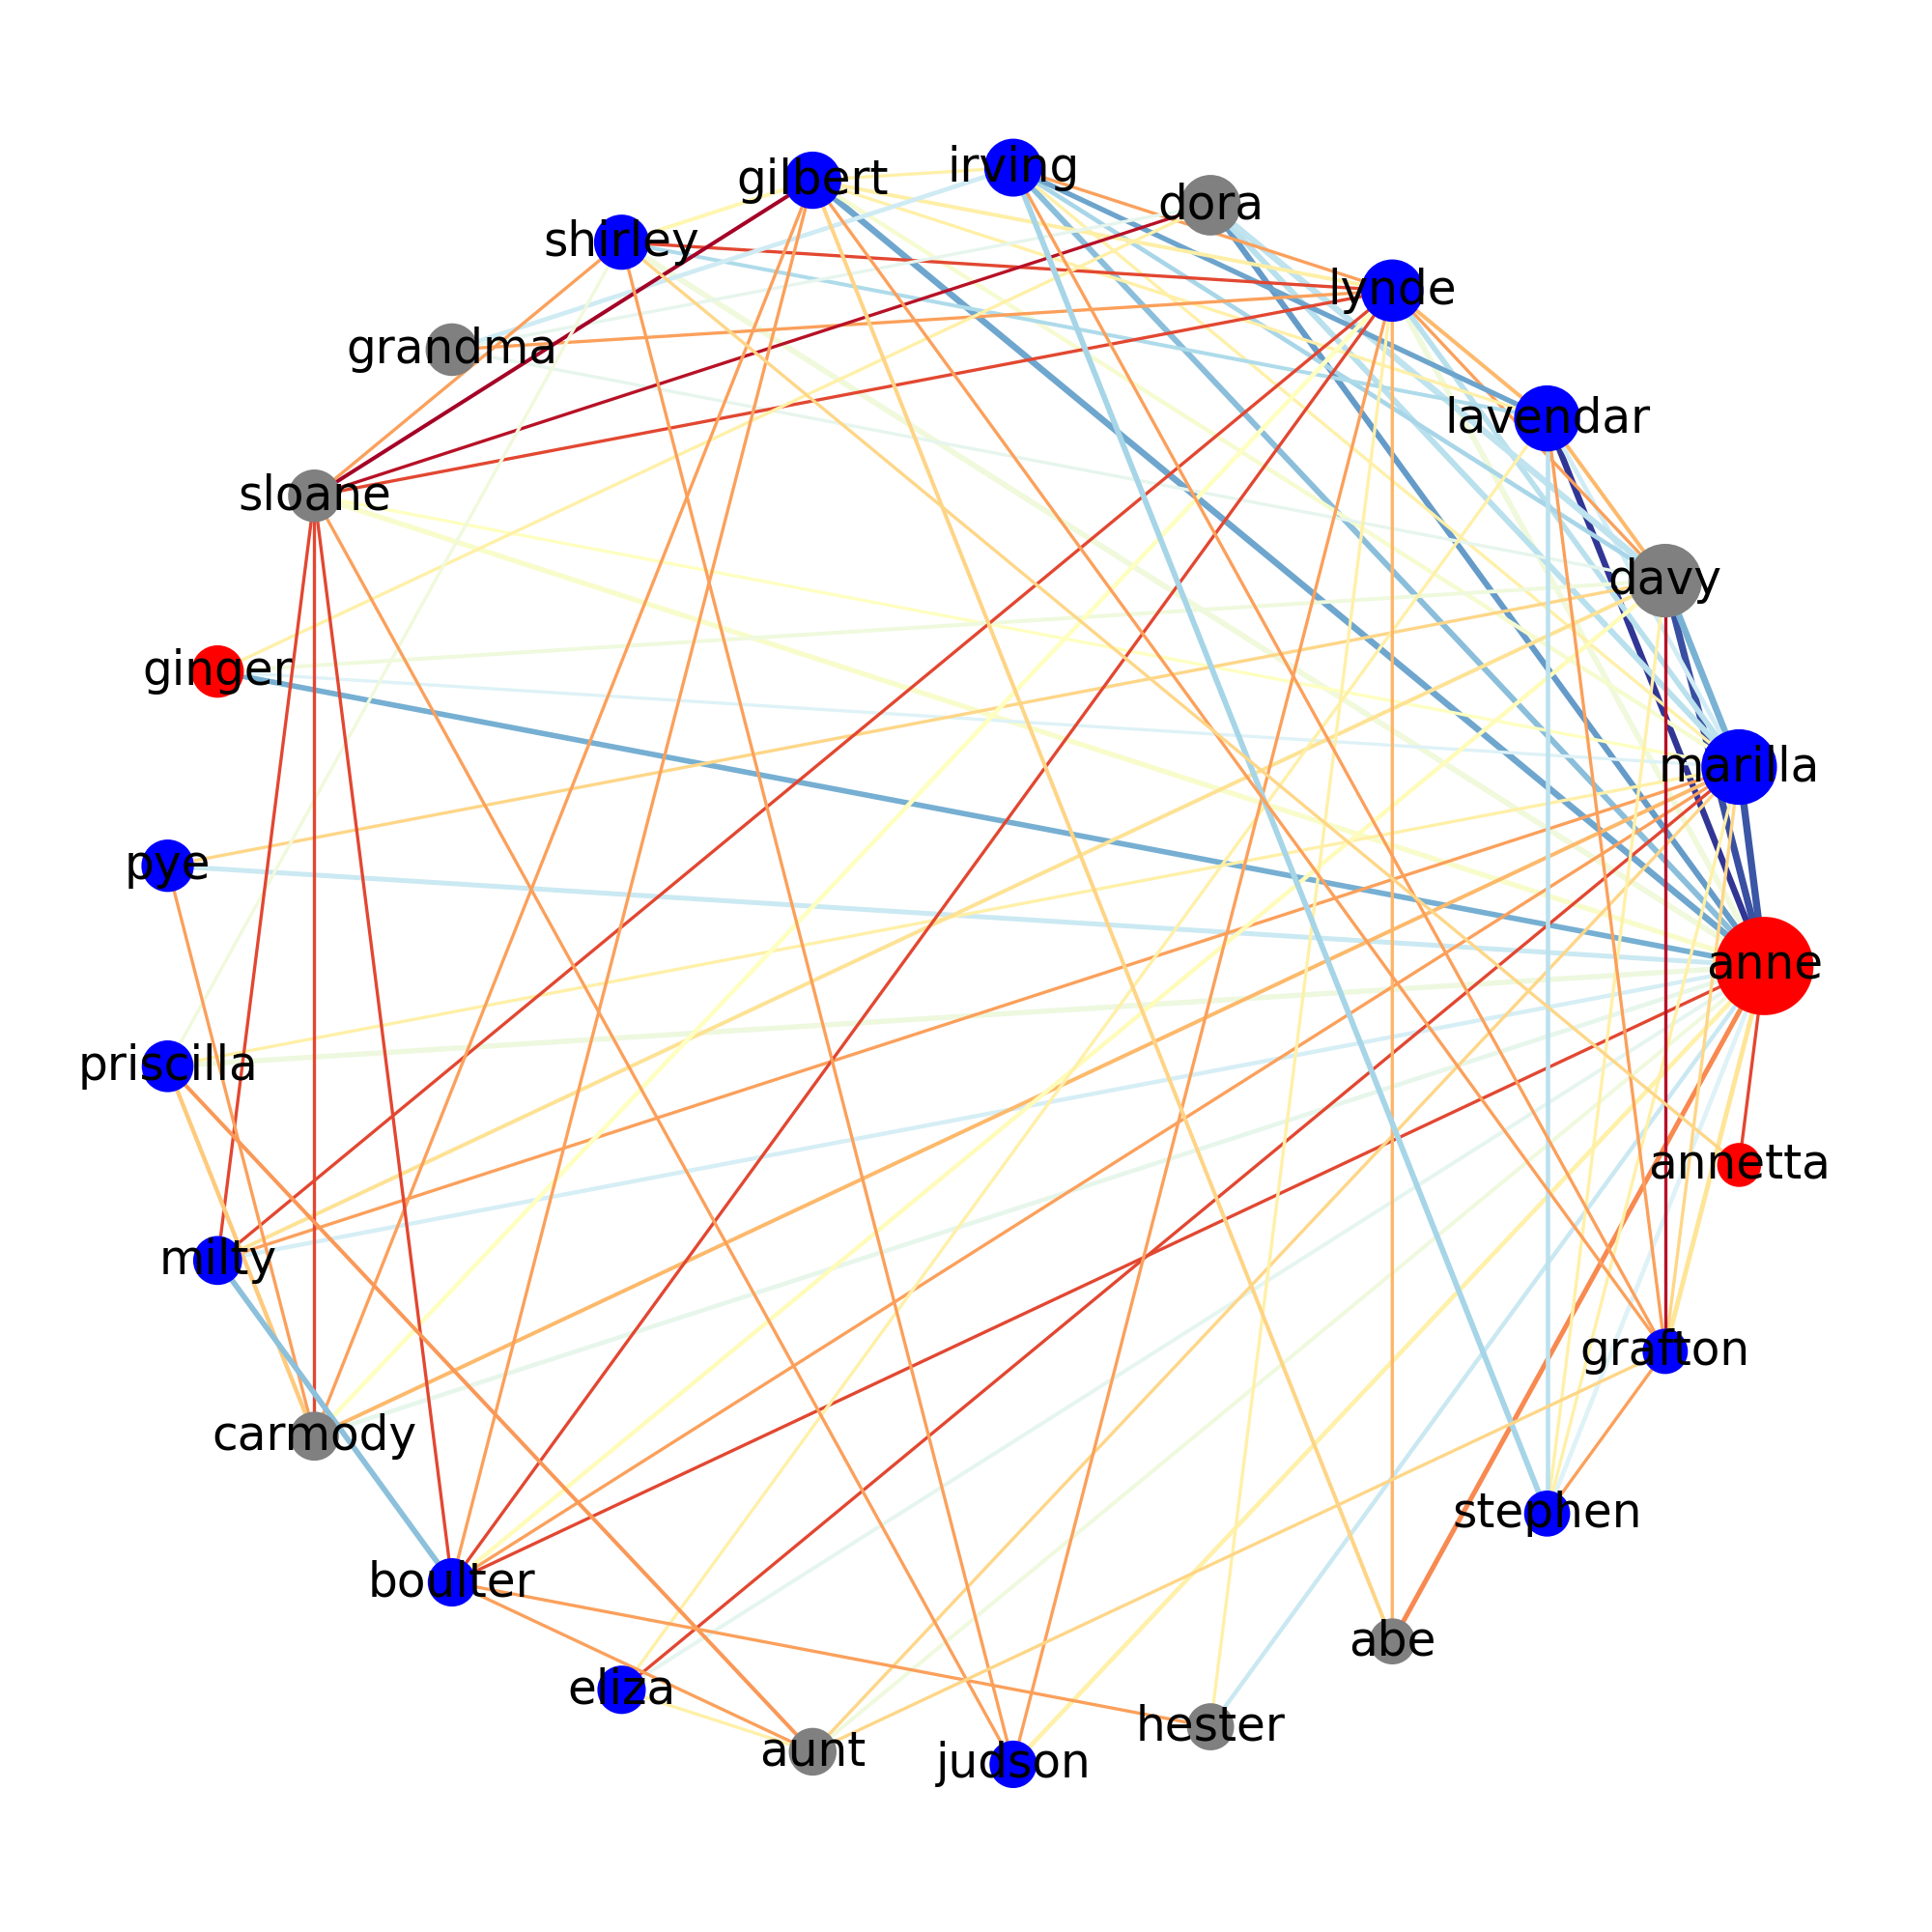 irving
gilbert
dora
shirley
lynde
grandma
lavendar
sloane
davy
ginger
marilla
pye
anne
priscilla
annetta
milty
grafton
carmody
stephen
boulter
abe
eliza
hester
aunt
judson